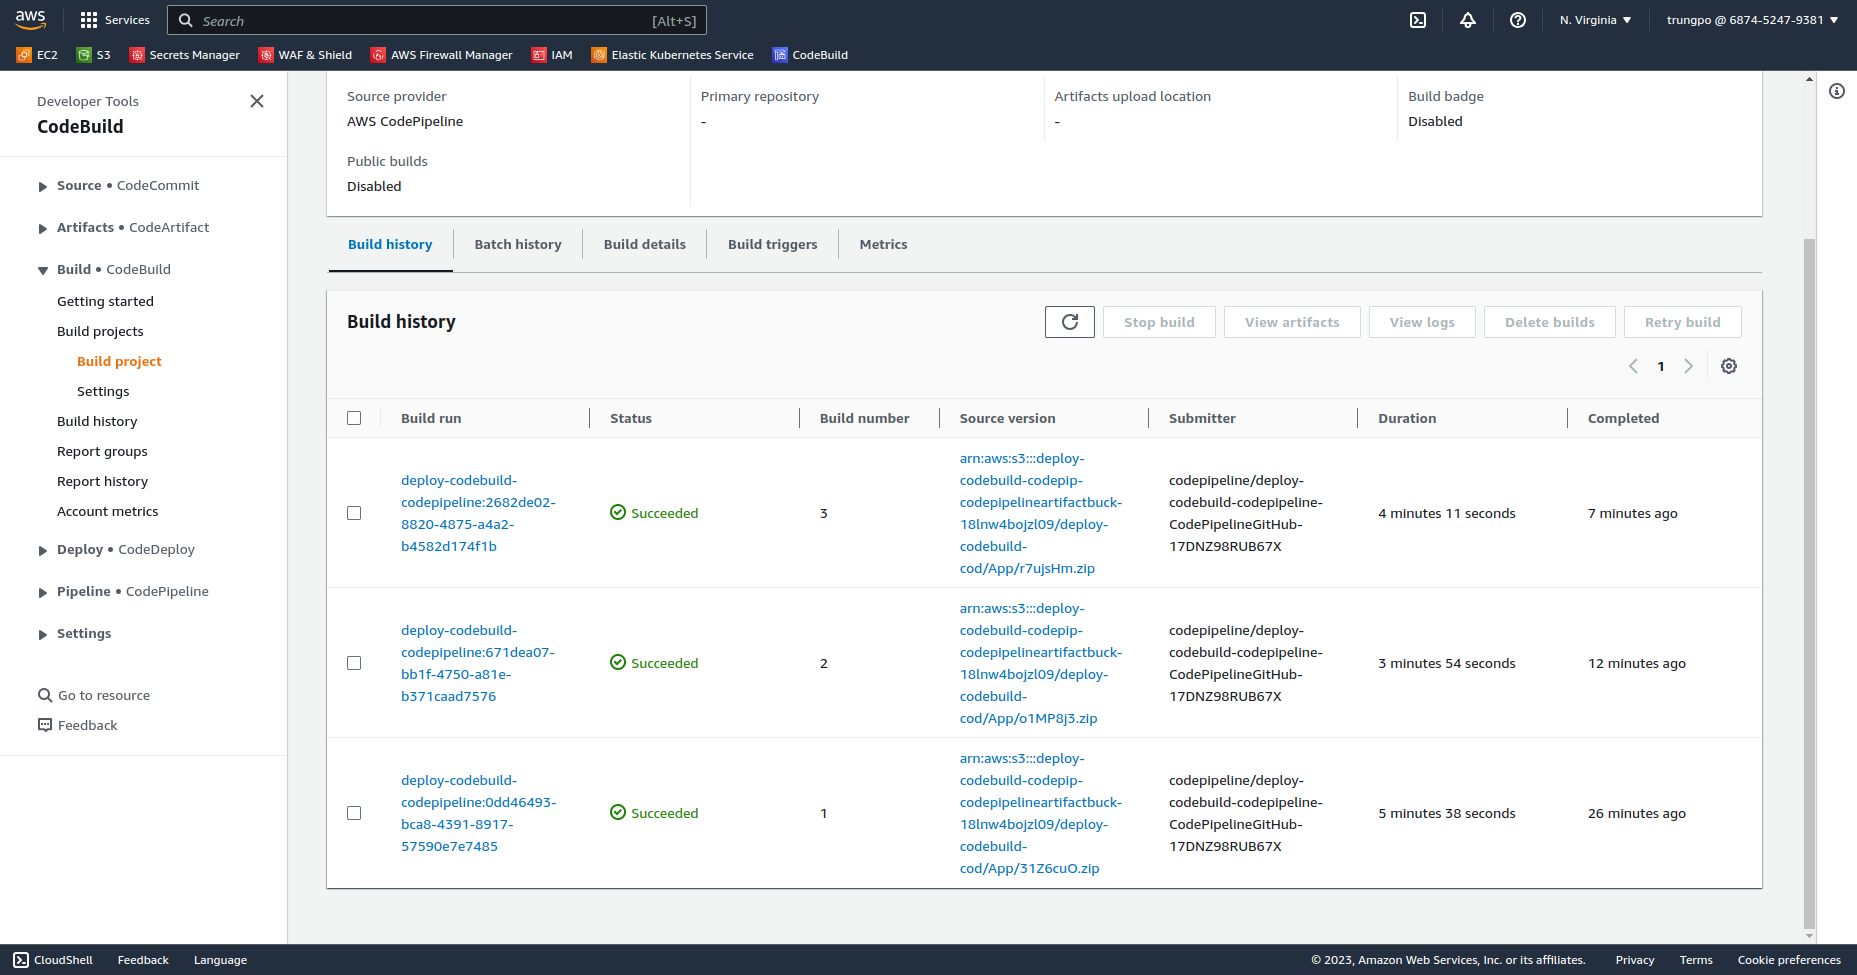 aws
Services
Search
[Alt+S]
N. Virginia
trungpo @ 6874-5247-9381
EC2
S3
Secrets Manager
WAF & Shield
AWS Firewall Manager
IAM
Elastic Kubernetes Service
CodeBuild
Developer Tools
CodeBuild
Source • CodeCommit
Artifacts • CodeArtifact
Build • CodeBuild
Getting started
Build projects
Build project
Settings
Build history
Report groups
Report history
Account metrics
Deploy • CodeDeploy
Pipeline • CodePipeline
Settings
Go to resource
Feedback
Source provider
AWS CodePipeline
Primary repository
-
Artifacts upload location
-
Build badge
Disabled
Public builds
Disabled
Build history
Batch history
Build details
Build triggers
Metrics
Build history
Stop build
View artifacts
View logs
Delete builds
Retry build
1
Build run
Status
Build number
Source version
Submitter
Duration
Completed
deploy-codebuild-
codepipeline:2682de02-
8820-4875-a4a2-
b4582d174f1b
Succeeded
3
arn:aws:s3:::deploy-
codebuild-codepip-
codepipelineartifactbuck-
18lnw4bojzl09/deploy-
codebuild-
cod/App/r7ujsHm.zip
codepipeline/deploy-
codebuild-codepipeline-
CodePipelineGitHub-
17DNZ98RUB67X
4 minutes 11 seconds
7 minutes ago
deploy-codebuild-
codepipeline:671dea07-
bb1f-4750-a81e-
b371caad7576
Succeeded
2
arn:aws:s3:::deploy-
codebuild-codepip-
codepipelineartifactbuck-
18lnw4bojzl09/deploy-
codebuild-
cod/App/o1MP8j3.zip
codepipeline/deploy-
codebuild-codepipeline-
CodePipelineGitHub-
17DNZ98RUB67X
3 minutes 54 seconds
12 minutes ago
deploy-codebuild-
codepipeline:0dd46493-
bca8-4391-8917-
57590e7e7485
Succeeded
1
arn:aws:s3:::deploy-
codebuild-codepip-
codepipelineartifactbuck-
18lnw4bojzl09/deploy-
codebuild-
cod/App/31Z6cuO.zip
codepipeline/deploy-
codebuild-codepipeline-
CodePipelineGitHub-
17DNZ98RUB67X
5 minutes 38 seconds
26 minutes ago
CloudShell
Feedback
Language
© 2023, Amazon Web Services, Inc. or its affiliates.
Privacy
Terms
Cookie preferences